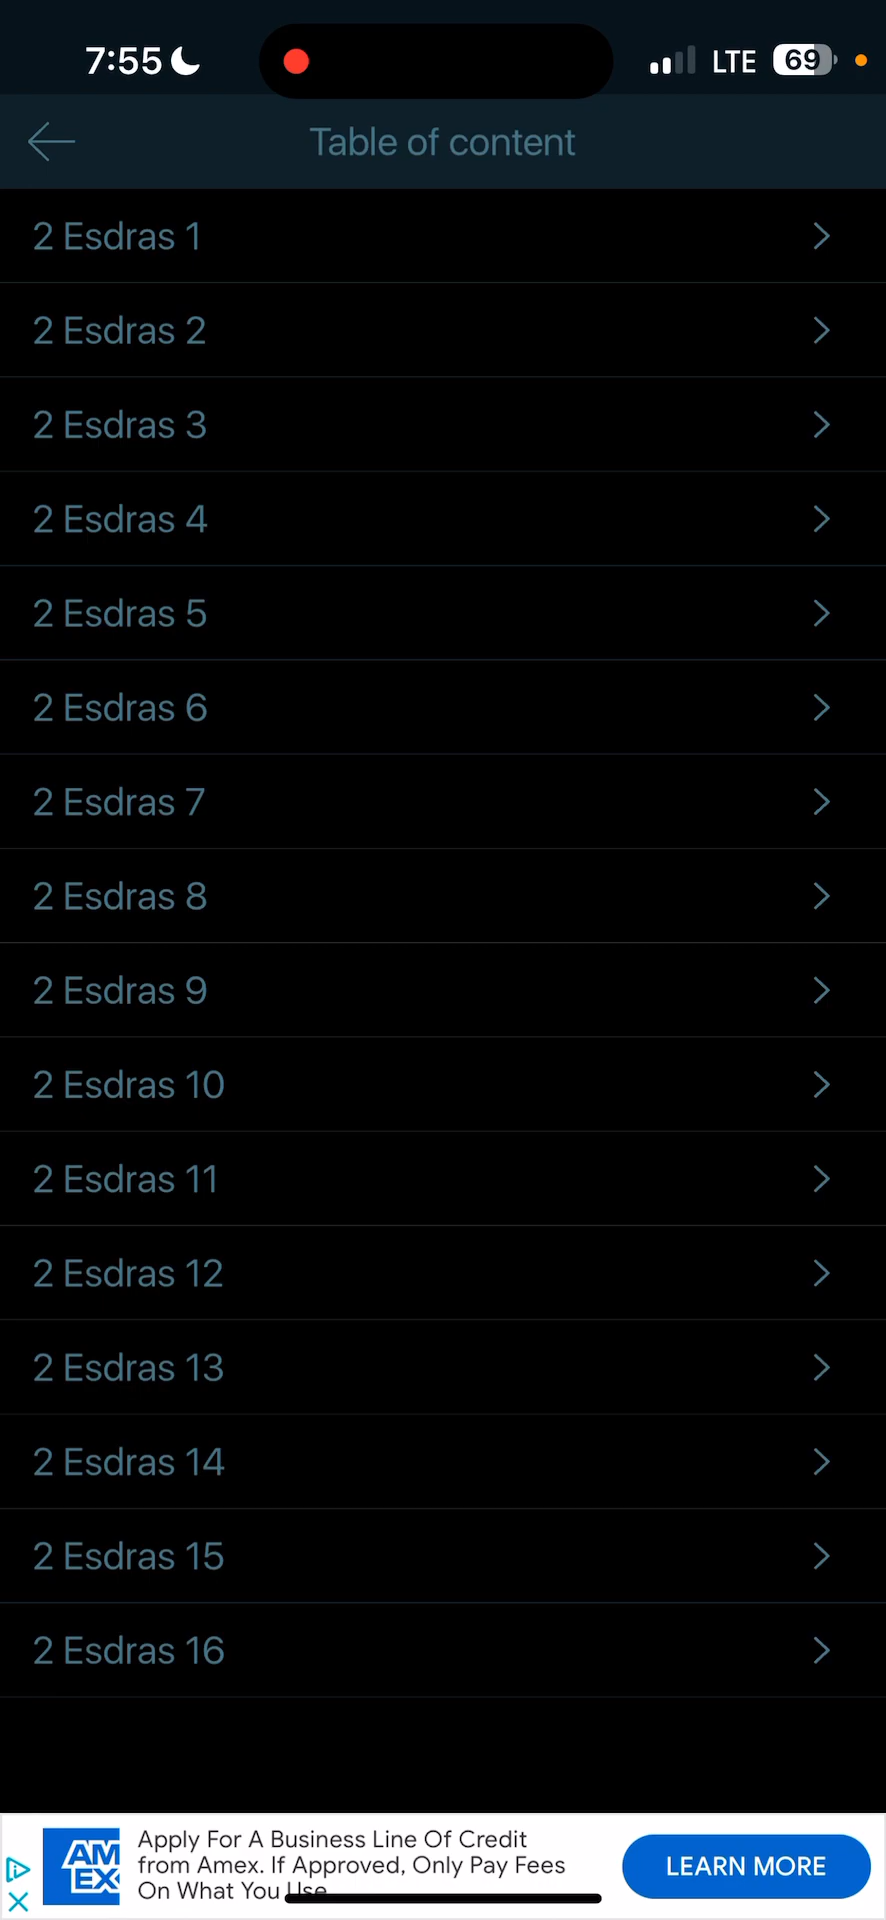 7:55 LTE 69
Table of content
2 Esdras 1
2 Esdras 2
2 Esdras 3
2 Esdras 4
2 Esdras 5
2 Esdras 6
2 Esdras 7
2 Esdras 8
2 Esdras 9
2 Esdras 10
2 Esdras 11
2 Esdras 12
2 Esdras 13
2 Esdras 14
2 Esdras 15
2 Esdras 16
AM
EX
Apply For A Business Line Of Credit
from Amex. If Approved, Only Pay Fees
On What You Use
LEARN MORE